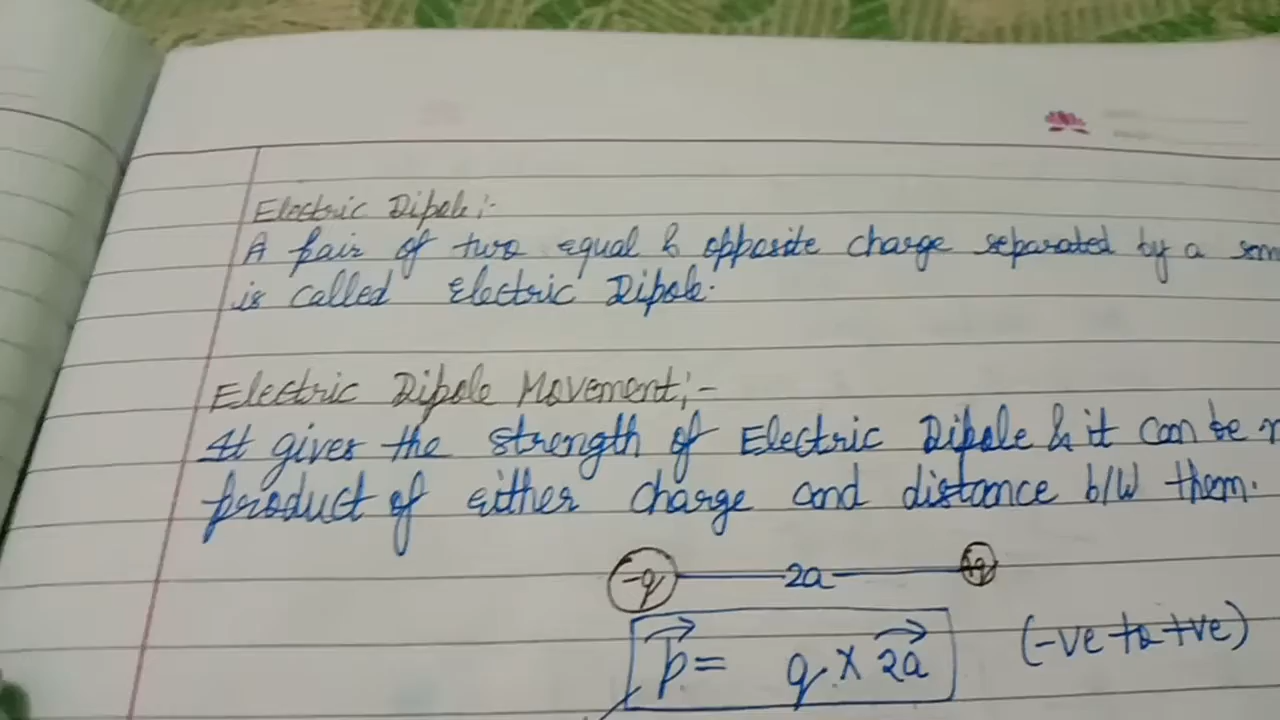 Electric Dipole:-
A pair of two equal & opposite charge separated by a
is called Electric Dipole.
Electric Dipole Movement:-
It gives the strength of Electric Dipole & it can be
product of either charge and distance b/w them.
-q 2a +q
p = q × 2a (-ve to +ve)